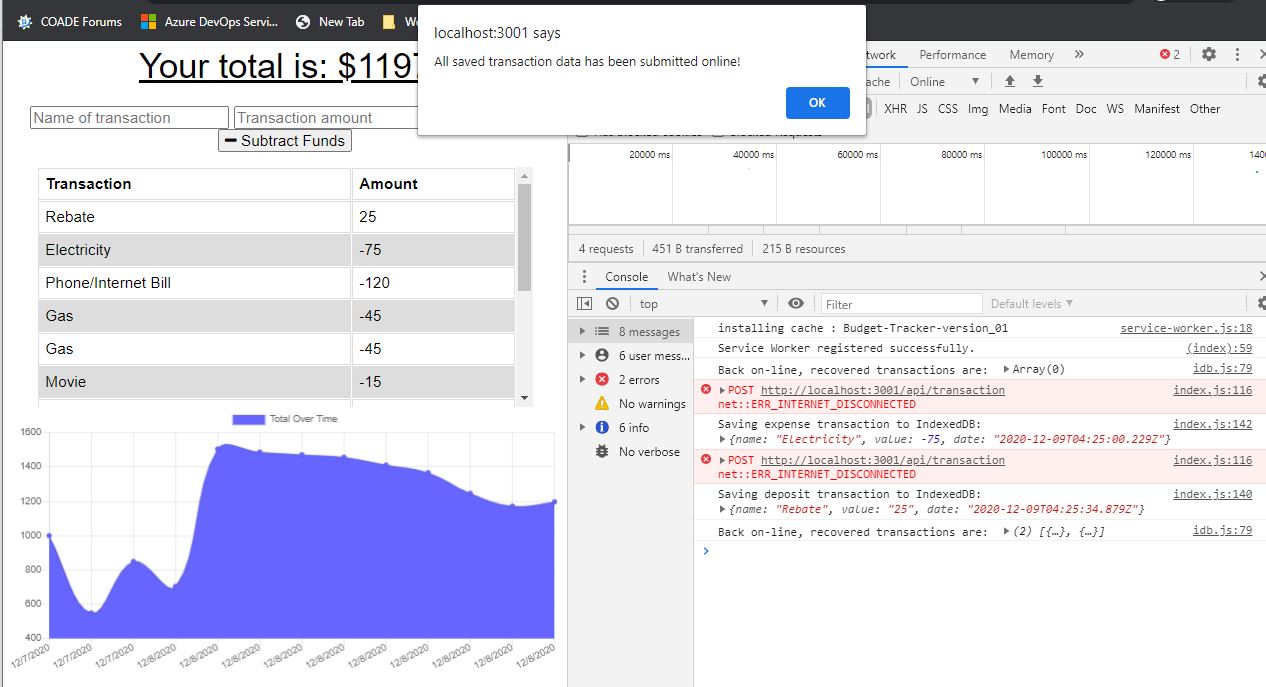 COADE Forums
Azure DevOps Servi...
New Tab
localhost:3001 says
All saved transaction data has been submitted online!
OK
Your total is: $1197
Name of transaction
Transaction amount
Subtract Funds
Transaction Amount
Rebate 25
Electricity -75
Phone/Internet Bill -120
Gas -45
Gas -45
Movie -15
Total Over Time
1600
1400
1200
1000
800
600
400
12/7/2020 12/7/2020 12/7/2020 12/8/2020 12/8/2020 12/8/2020 12/8/2020 12/8/2020 12/8/2020 12/8/2020 12/8/2020 12/8/2020 12/8/2020
twork Performance Memory 2
ache Online
XHR JS CSS Img Media Font Doc WS Manifest Other
20000 ms 40000 ms 60000 ms 80000 ms 100000 ms 120000 ms 140
4 requests 451 B transferred 215 B resources
Console What's New
top Filter Default levels
8 messages
6 user mess...
2 errors
No warnings
6 info
No verbose
installing cache : Budget-Tracker-version_01 service-worker.js:18
Service Worker registered successfully. (index):59
Back on-line, recovered transactions are: Array(0) idb.js:79
POST http://localhost:3001/api/transaction index.js:116
net::ERR_INTERNET_DISCONNECTED
Saving expense transaction to IndexedDB: index.js:142
{name: "Electricity", value: -75, date: "2020-12-09T04:25:00.229Z"}
POST http://localhost:3001/api/transaction index.js:116
net::ERR_INTERNET_DISCONNECTED
Saving deposit transaction to IndexedDB: index.js:140
{name: "Rebate", value: "25", date: "2020-12-09T04:25:34.879Z"}
Back on-line, recovered transactions are: (2) [{…}, {…}] idb.js:79